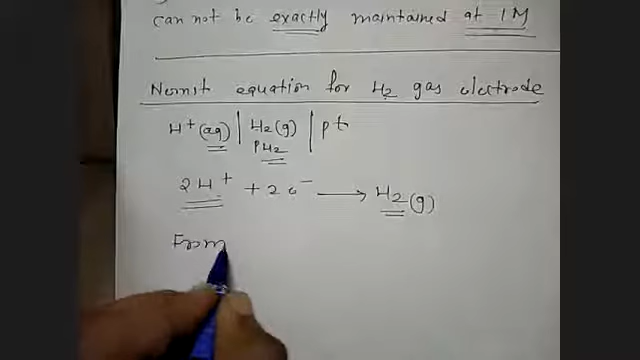 can not be exactly maintained at 1M
Nernst equation for H₂ gas electrode
H⁺(aq) | H₂(g) | pt
pH₂
2H⁺ + 2e⁻ → H₂(g)
From